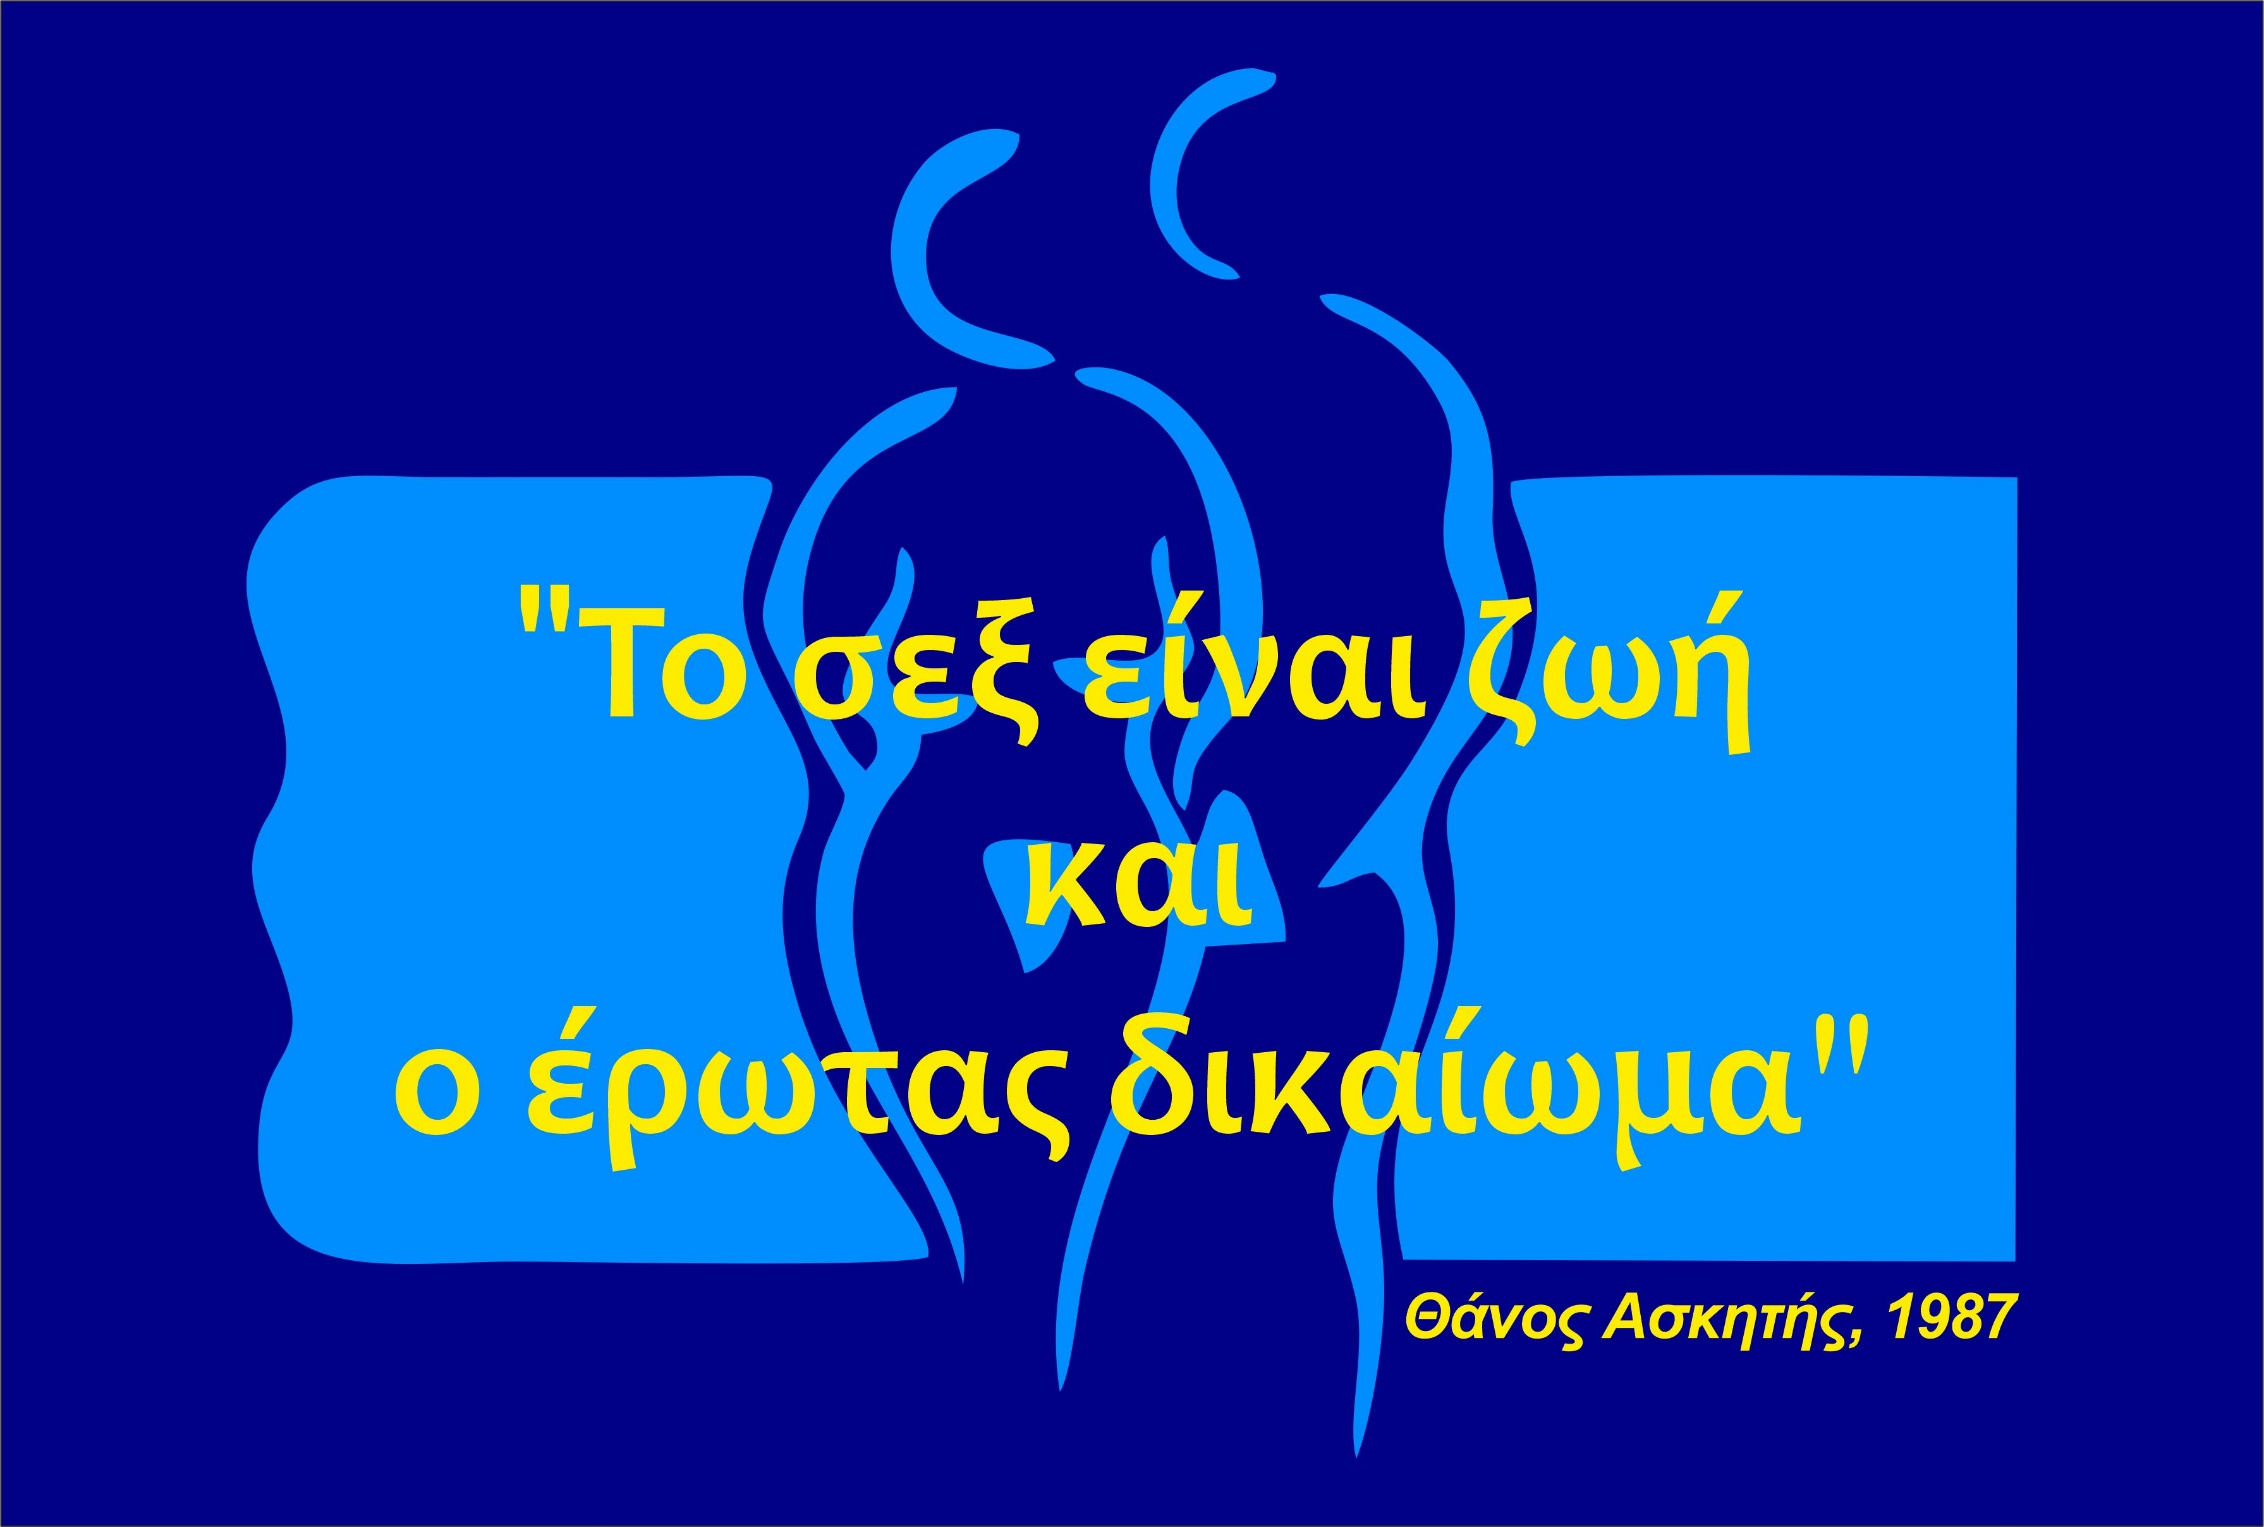 "Το σεξ είναι ζωή
και
ο έρωτας δικαίωμα"
Θάνος Ασκητής, 1987